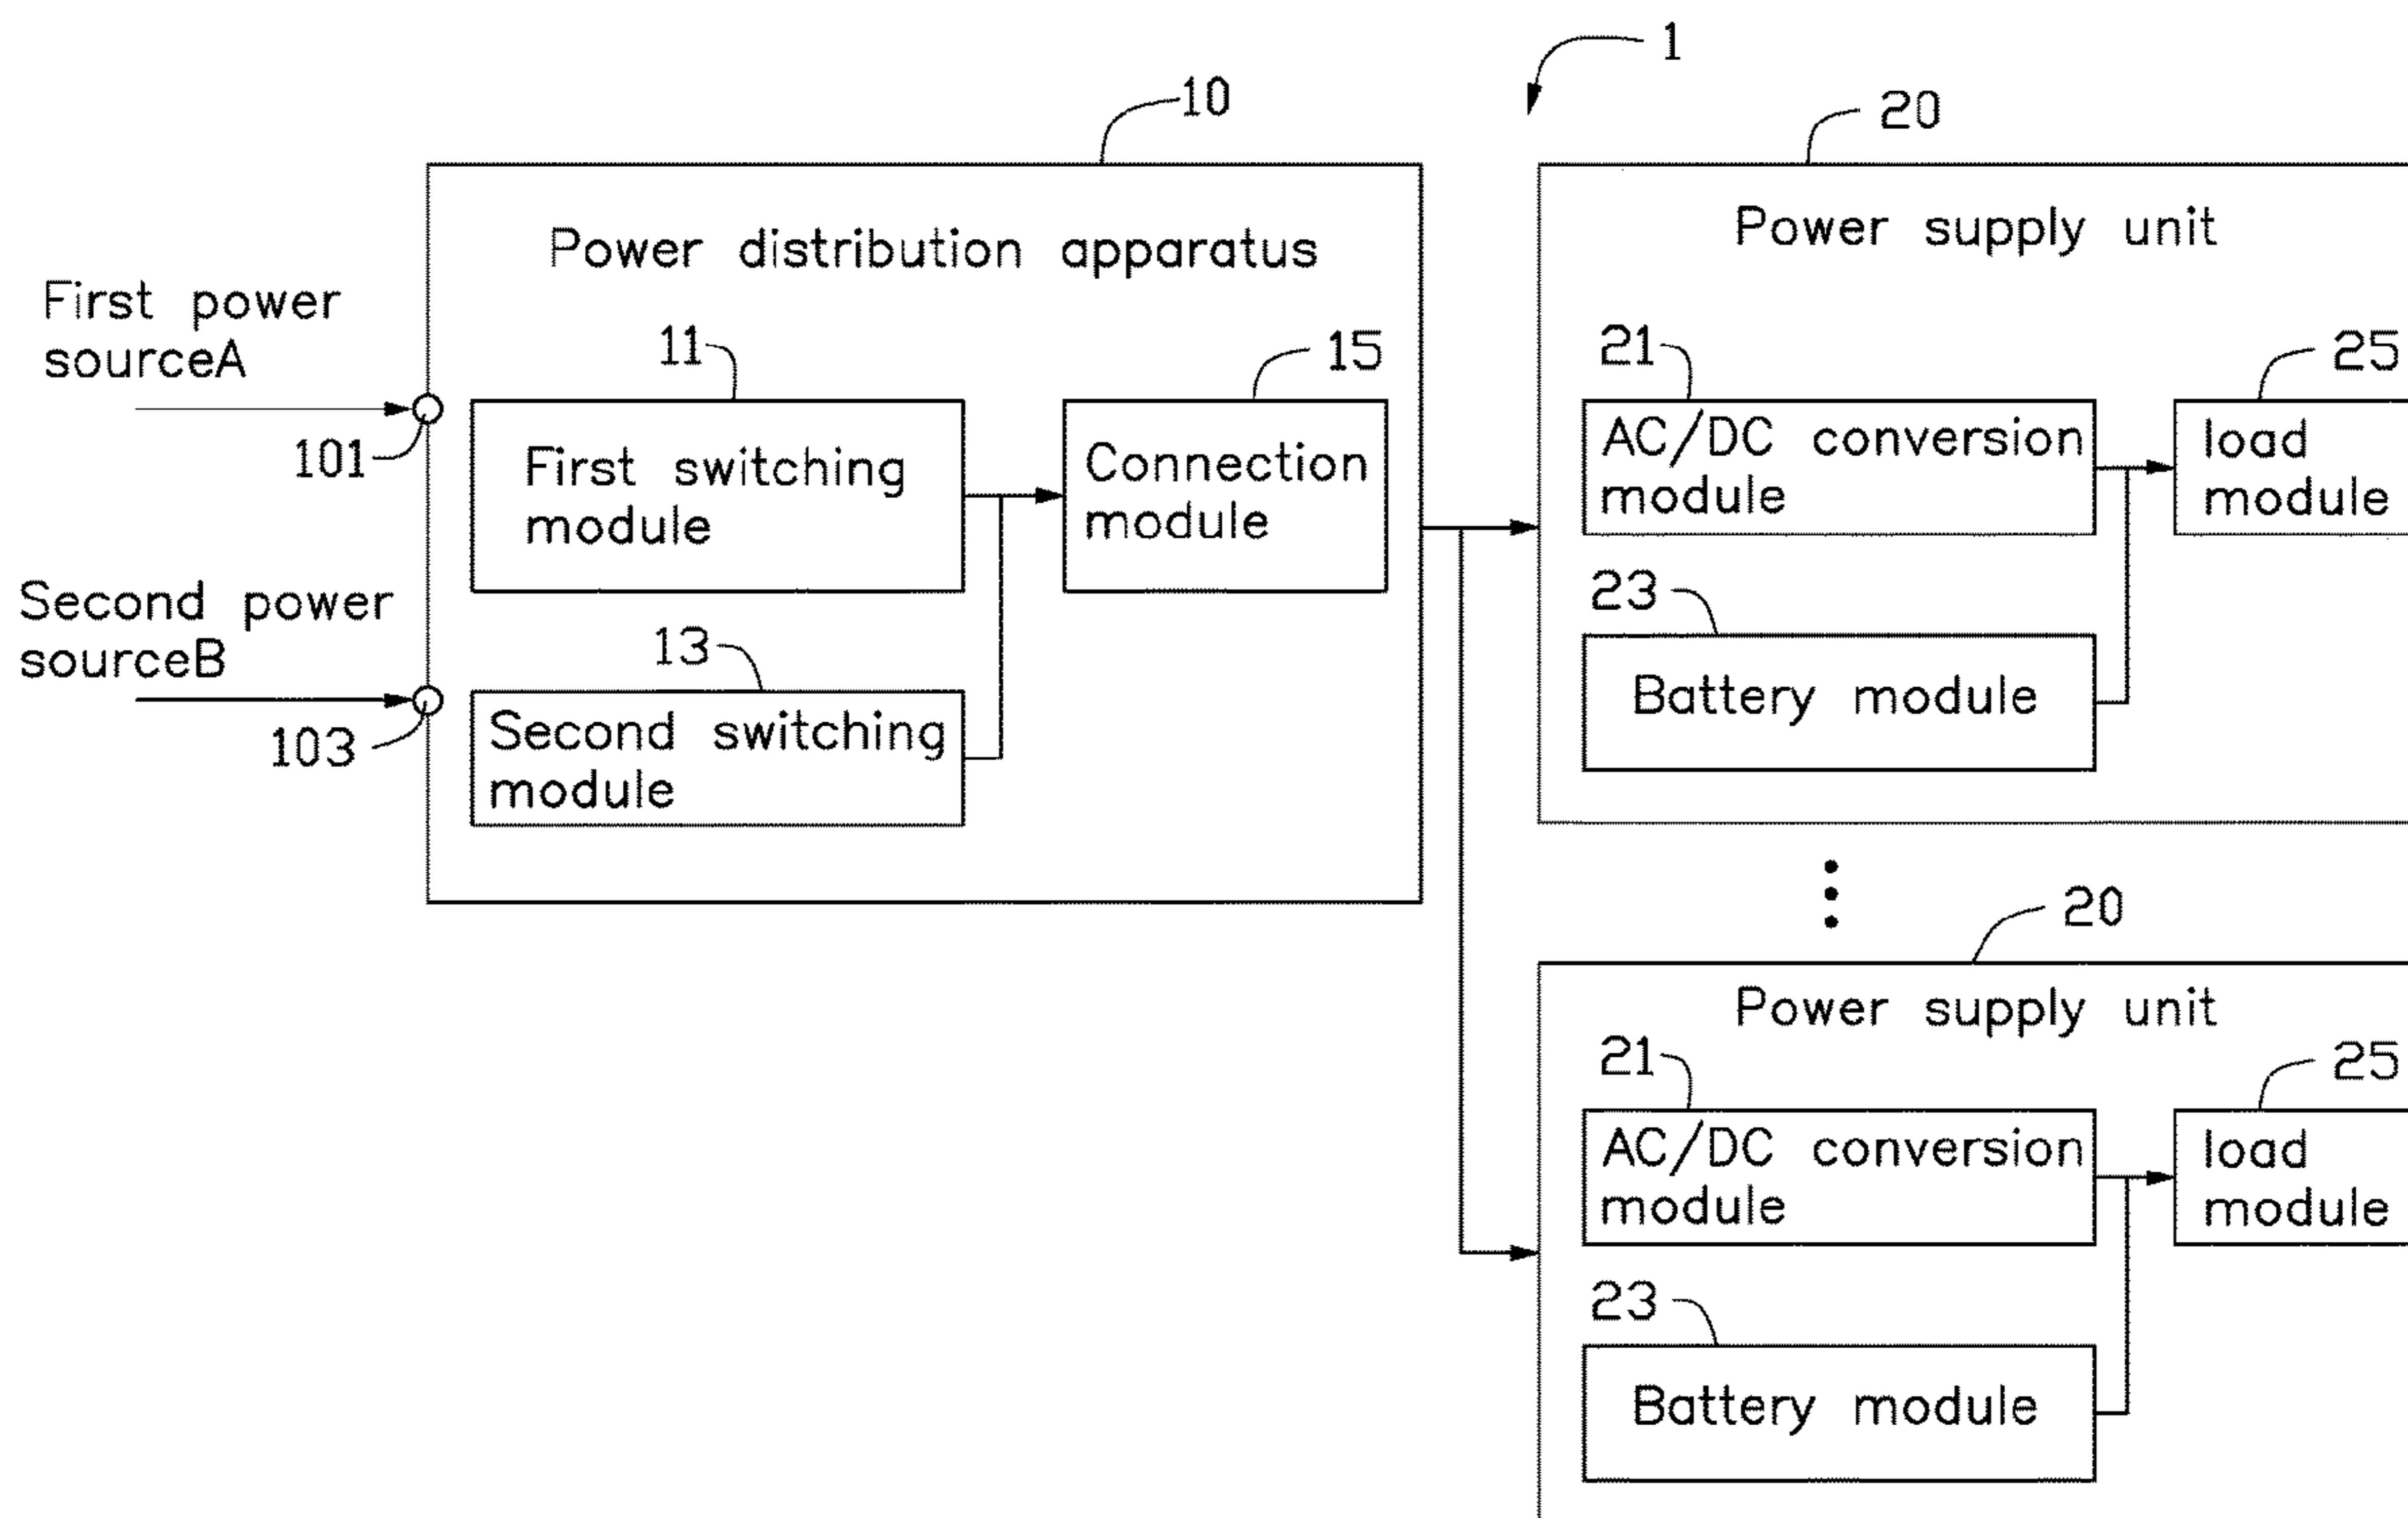 1
10
20
Power distribution apparatus
Power supply unit
First power
sourceA
101
11
15
First switching
module
Connection
module
Second power
sourceB
103
13
Second switching
module
21
25
AC/DC conversion
module
load
module
23
Battery module
20
Power supply unit
21
25
AC/DC conversion
module
load
module
23
Battery module